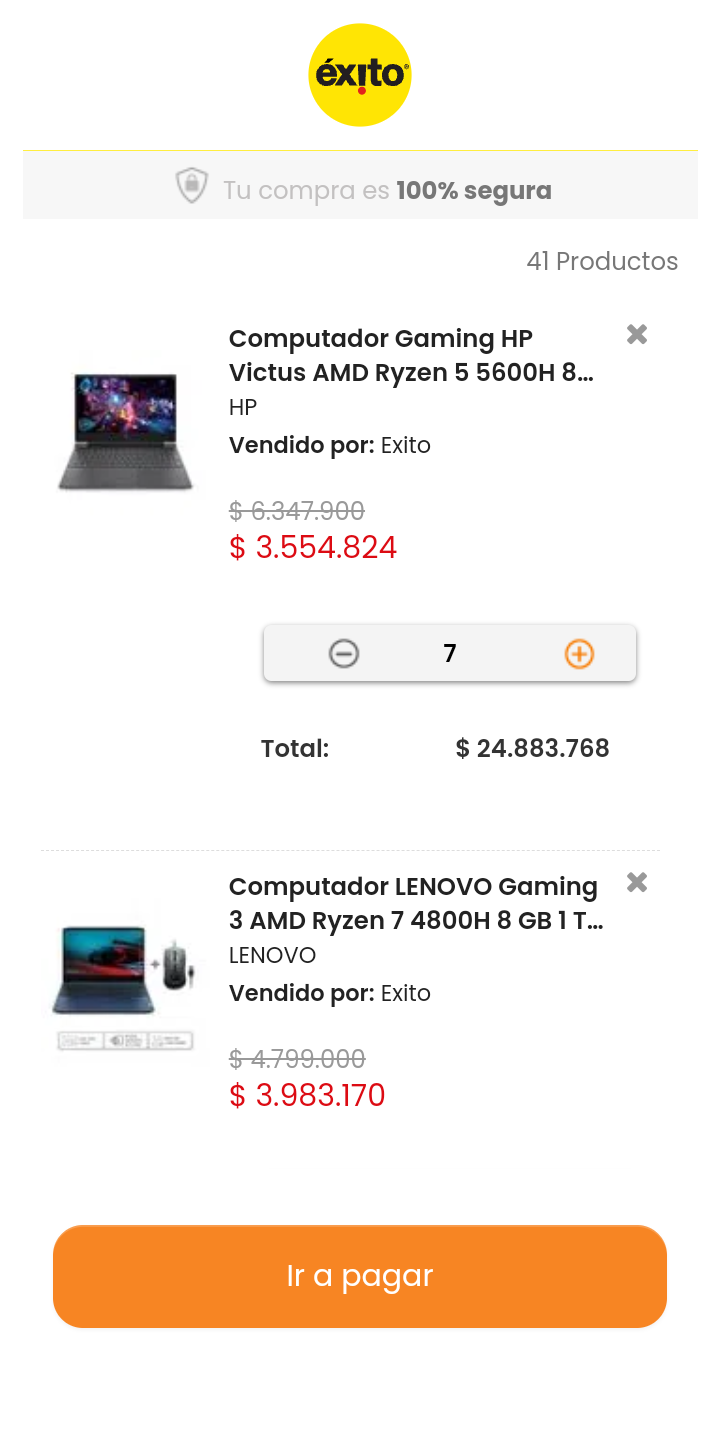 éxito
Tu compra es 100% segura
41 Productos
Computador Gaming HP
Victus AMD Ryzen 5 5600H 8...
HP
Vendido por: Exito
$ 6.347.900
$ 3.554.824
7
Total: $ 24.883.768
Computador LENOVO Gaming
3 AMD Ryzen 7 4800H 8 GB 1 T...
LENOVO
Vendido por: Exito
$ 4.799.000
$ 3.983.170
Ir a pagar